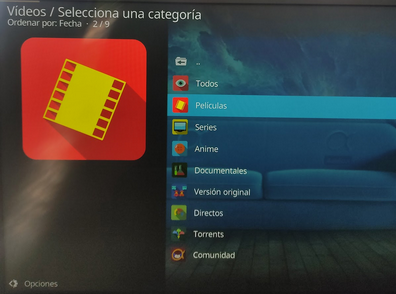 Vídeos / Selecciona una categoría
Ordenar por: Fecha · 2 / 9
..
Todos
Películas
Series
Anime
Documentales
Versión original
Directos
Torrents
Comunidad
Opciones